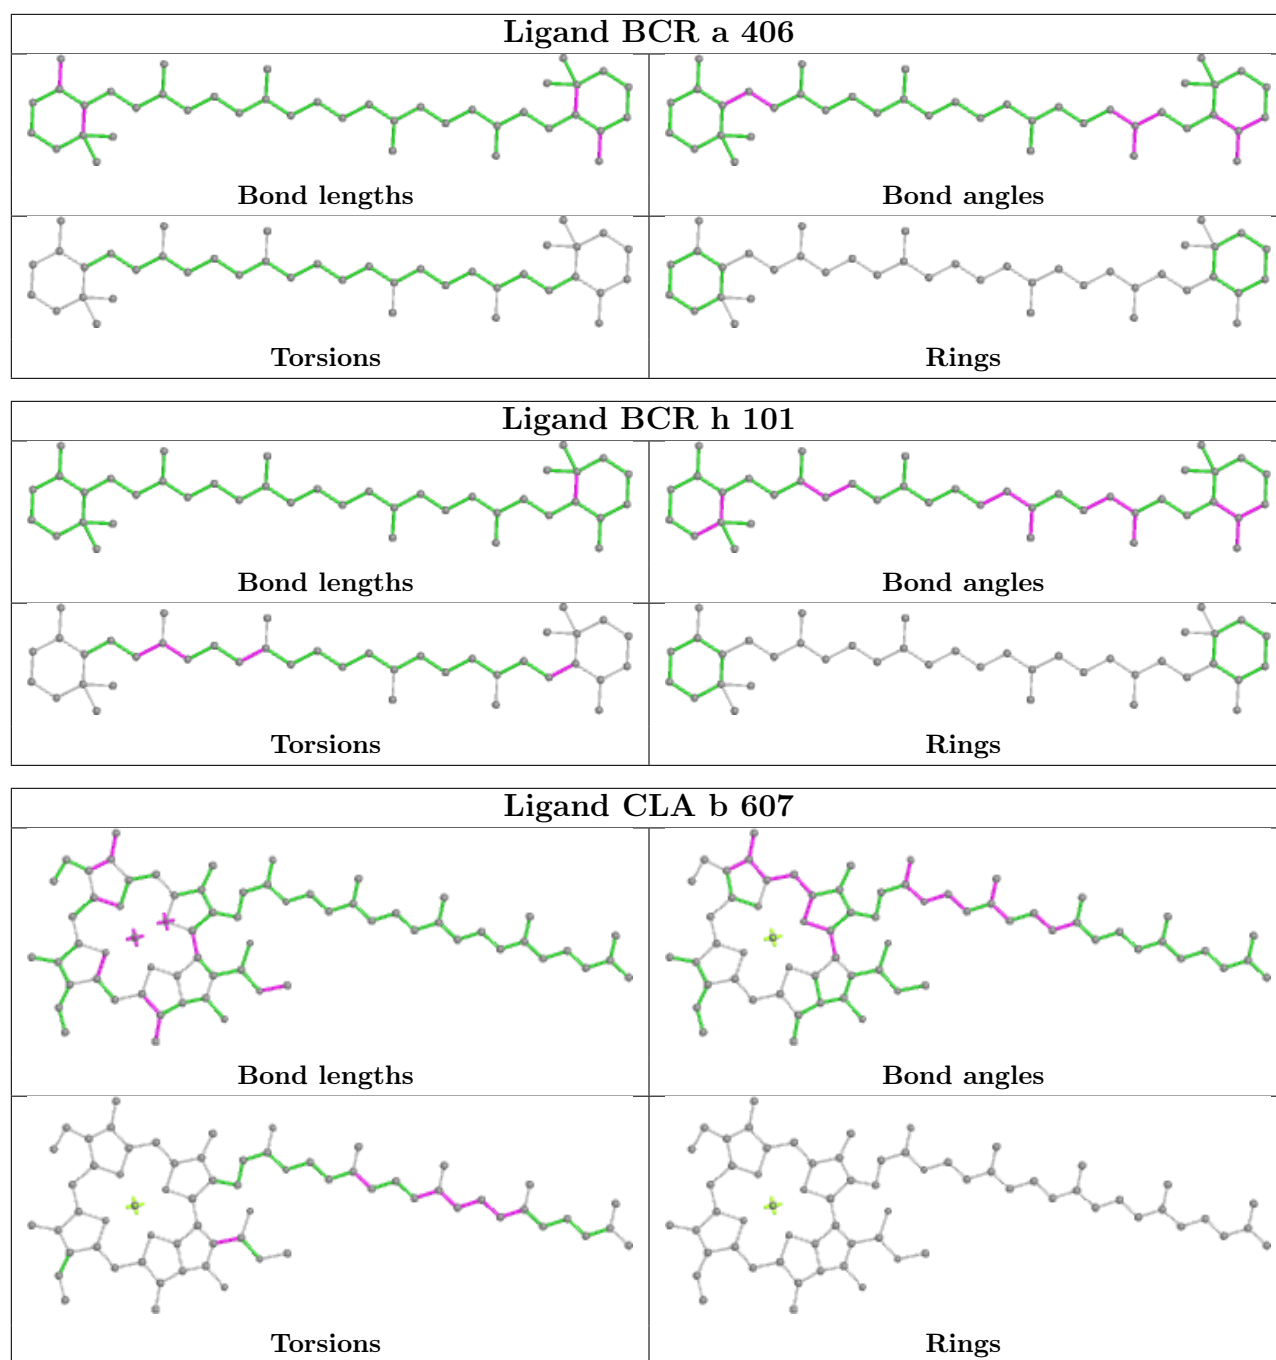 Ligand BCR a 406
Bond lengths
Bond angles
Torsions
Rings
Ligand BCR h 101
Bond lengths
Bond angles
Torsions
Rings
Ligand CLA b 607
Bond lengths
Bond angles
Torsions
Rings